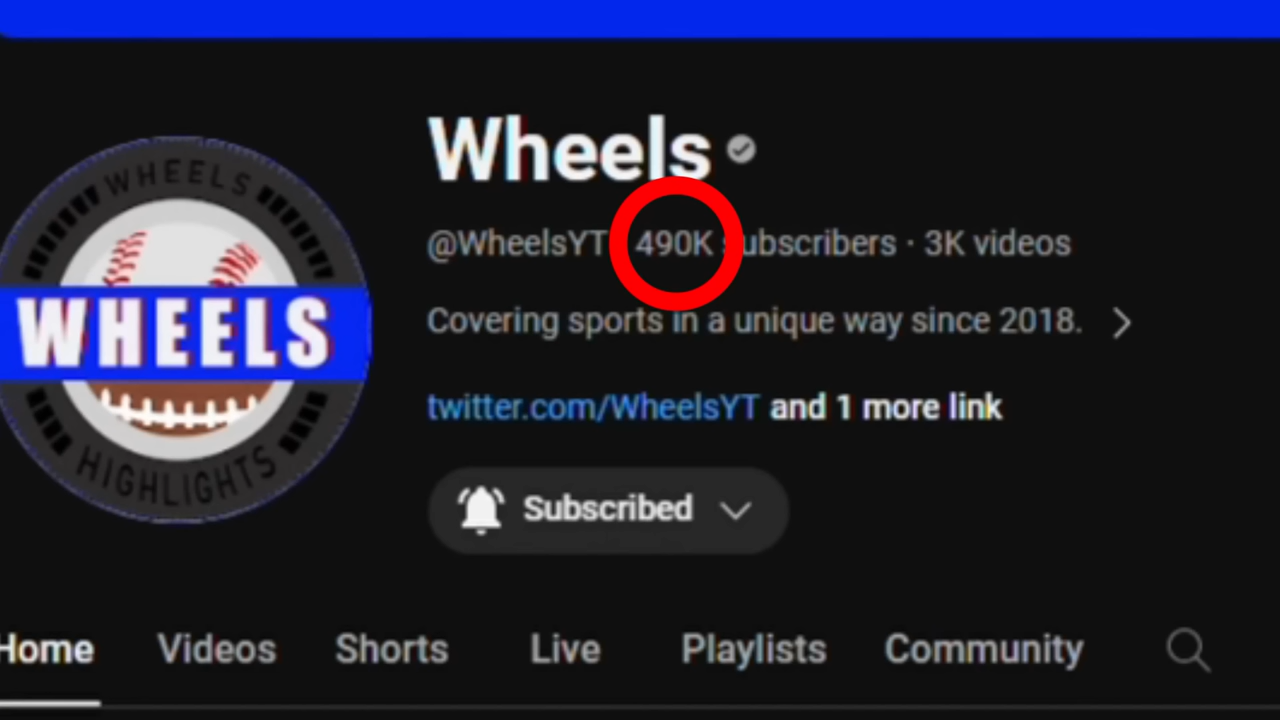 Wheels
@WheelsYT 490K subscribers · 3K videos
Covering sports in a unique way since 2018.
twitter.com/WheelsYT and 1 more link
Subscribed
Home Videos Shorts Live Playlists Community
WHEELS
WHEELS
HIGHLIGHTS